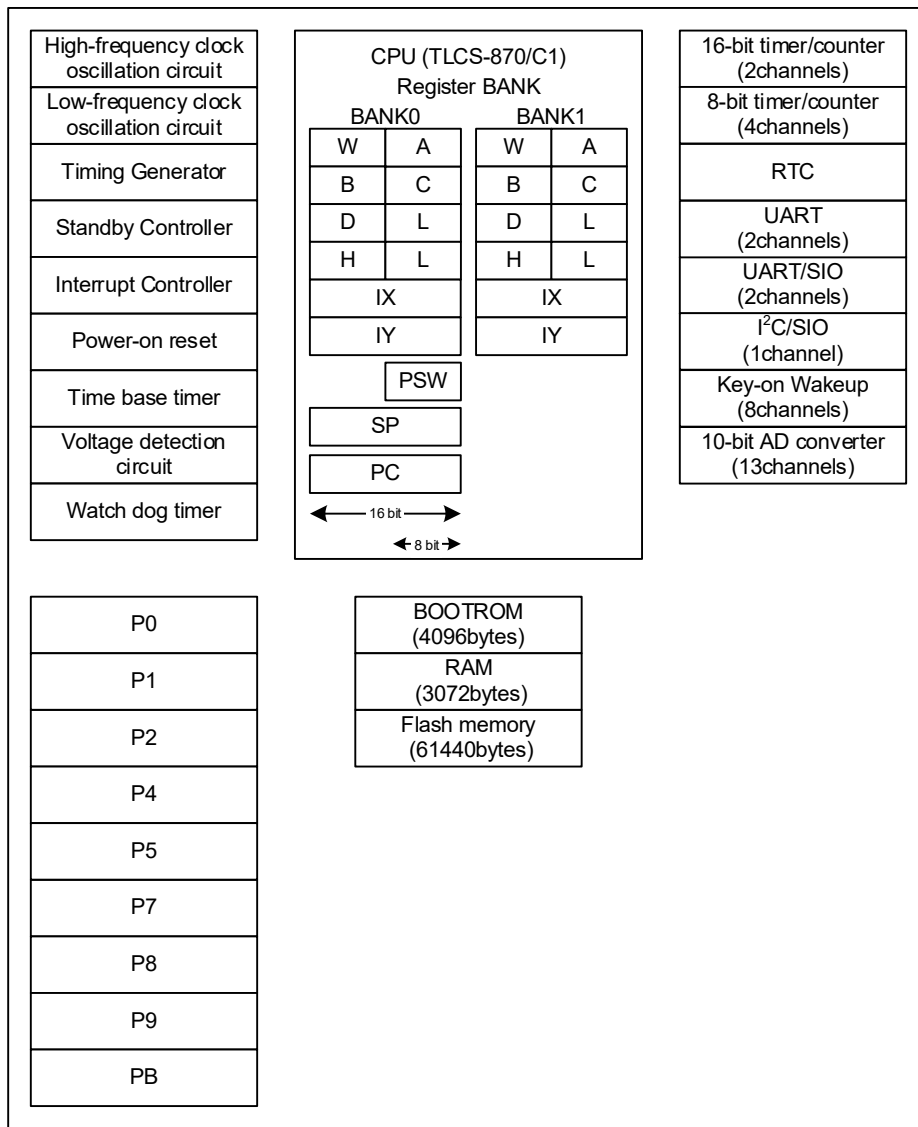 High-frequency clock
oscillation circuit
Low-frequency clock
oscillation circuit
Timing Generator
Standby Controller
Interrupt Controller
Power-on reset
Time base timer
Voltage detection
circuit
Watch dog timer
CPU (TLCS-870/C1)
Register BANK
BANK0 BANK1
W A W A
B C B C
D L D L
H L H L
IX IX
IY IY
PSW
SP
PC
16 bit
8 bit
16-bit timer/counter
(2channels)
8-bit timer/counter
(4channels)
RTC
UART
(2channels)
UART/SIO
(2channels)
I²C/SIO
(1channel)
Key-on Wakeup
(8channels)
10-bit AD converter
(13channels)
P0
P1
P2
P4
P5
P7
P8
P9
PB
BOOTROM
(4096bytes)
RAM
(3072bytes)
Flash memory
(61440bytes)